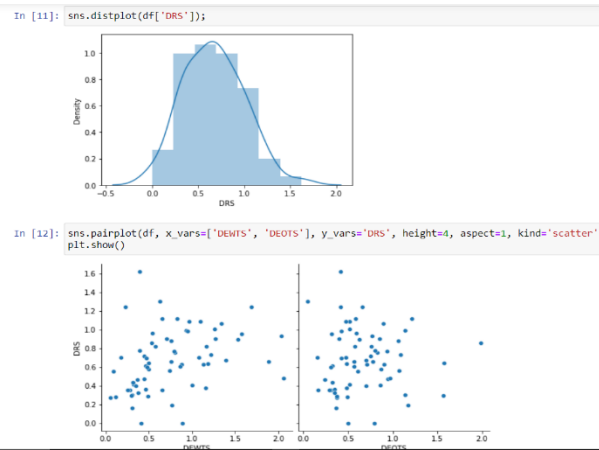 In [11]: sns.distplot(df['DRS']);
1.0
0.8
0.6
0.4
0.2
0.0
Density
-0.5 0.0 0.5 1.0 1.5 2.0
DRS
In [12]: sns.pairplot(df, x_vars=['DEWTS', 'DEOTS'], y_vars='DRS', height=4, aspect=1, kind='scatter'
plt.show()
1.6
1.4
1.2
1.0
0.8
0.6
0.4
0.2
0.0
DRS
0.0 0.5 1.0 1.5 2.0 0.0 0.5 1.0 1.5 2.0
DEWTS DEOTS